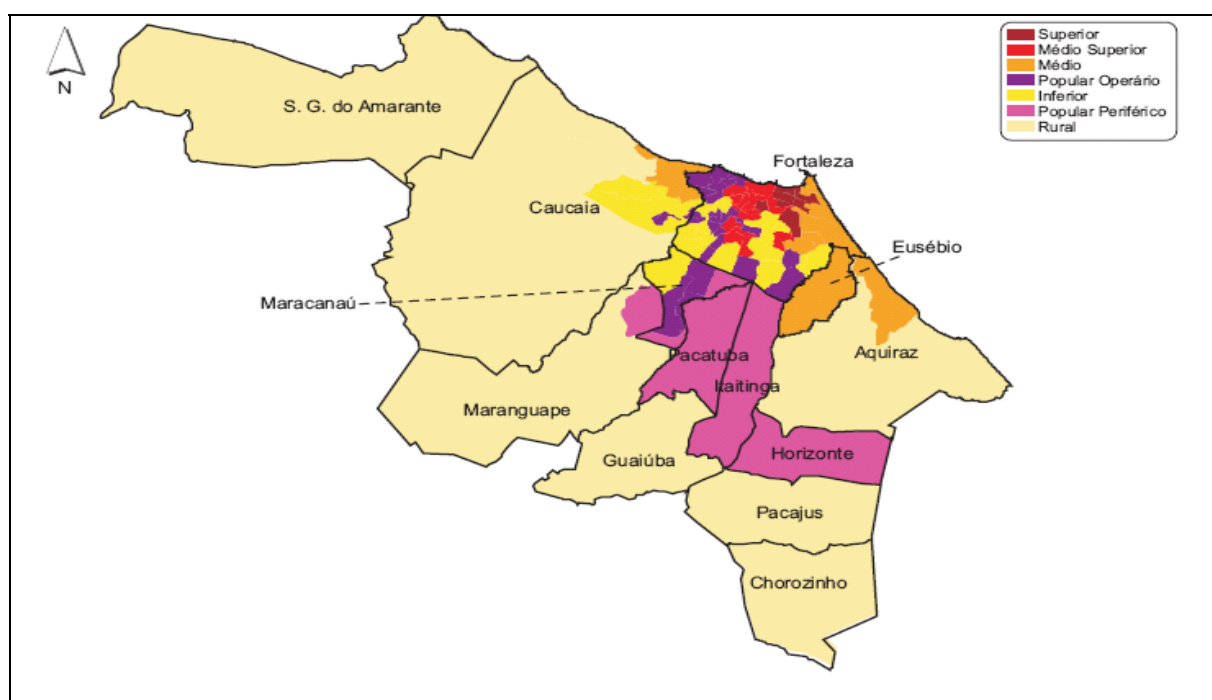 Superior
Médio Superior
Médio
Popular Operário
Inferior
Popular Periférico
Rural
N
S. G. do Amarante
Fortaleza
Caucaia
Eusébio
Maracanaú
Pacatuba
Aquiraz
Itaitinga
Maranguape
Horizonte
Guaiúba
Pacajus
Chorozinho